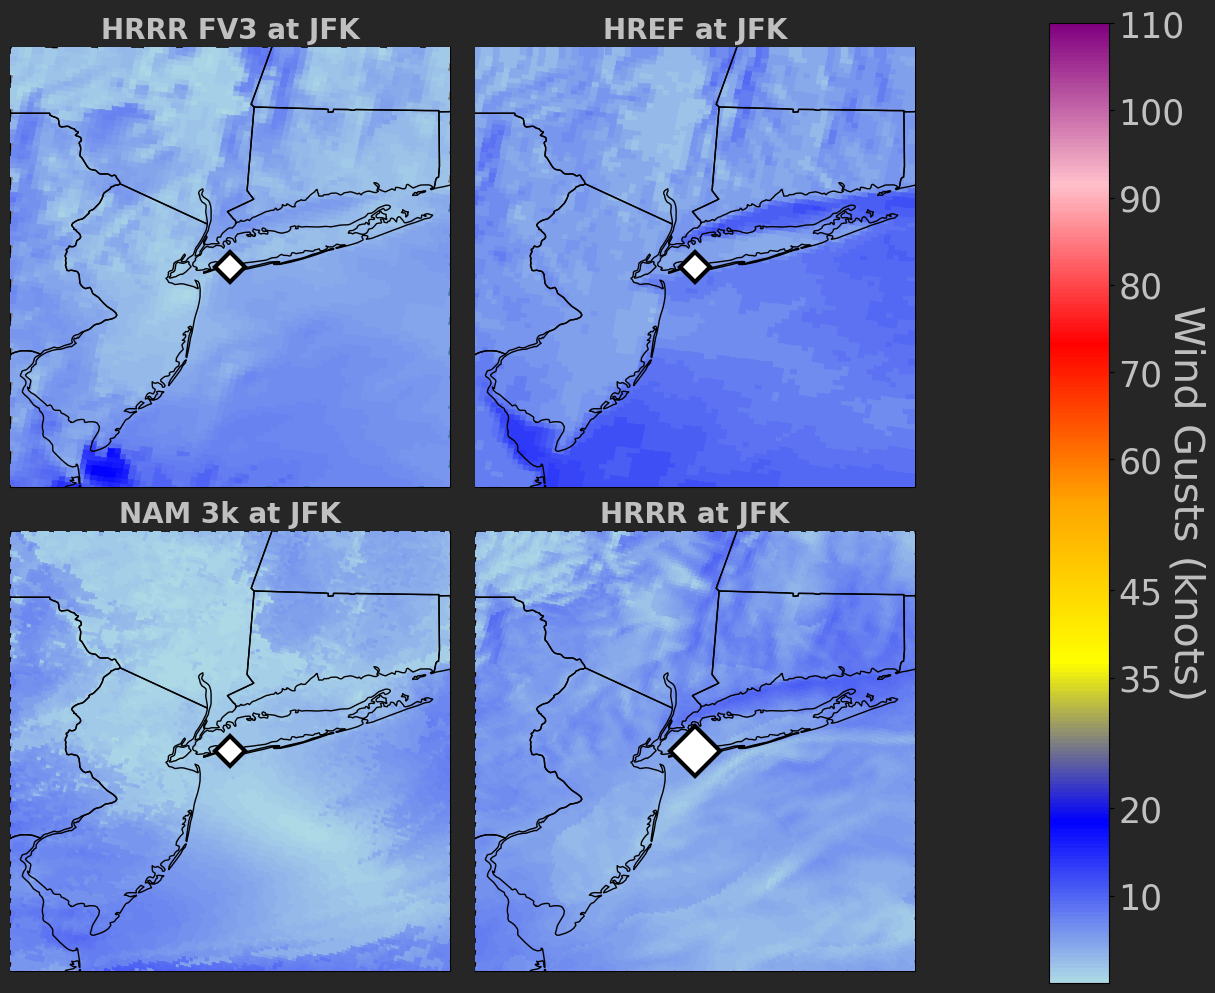 HRRR FV3 at JFK
HREF at JFK
NAM 3k at JFK
HRRR at JFK
110
100
90
80
70
60
45
35
20
10
Wind Gusts (knots)